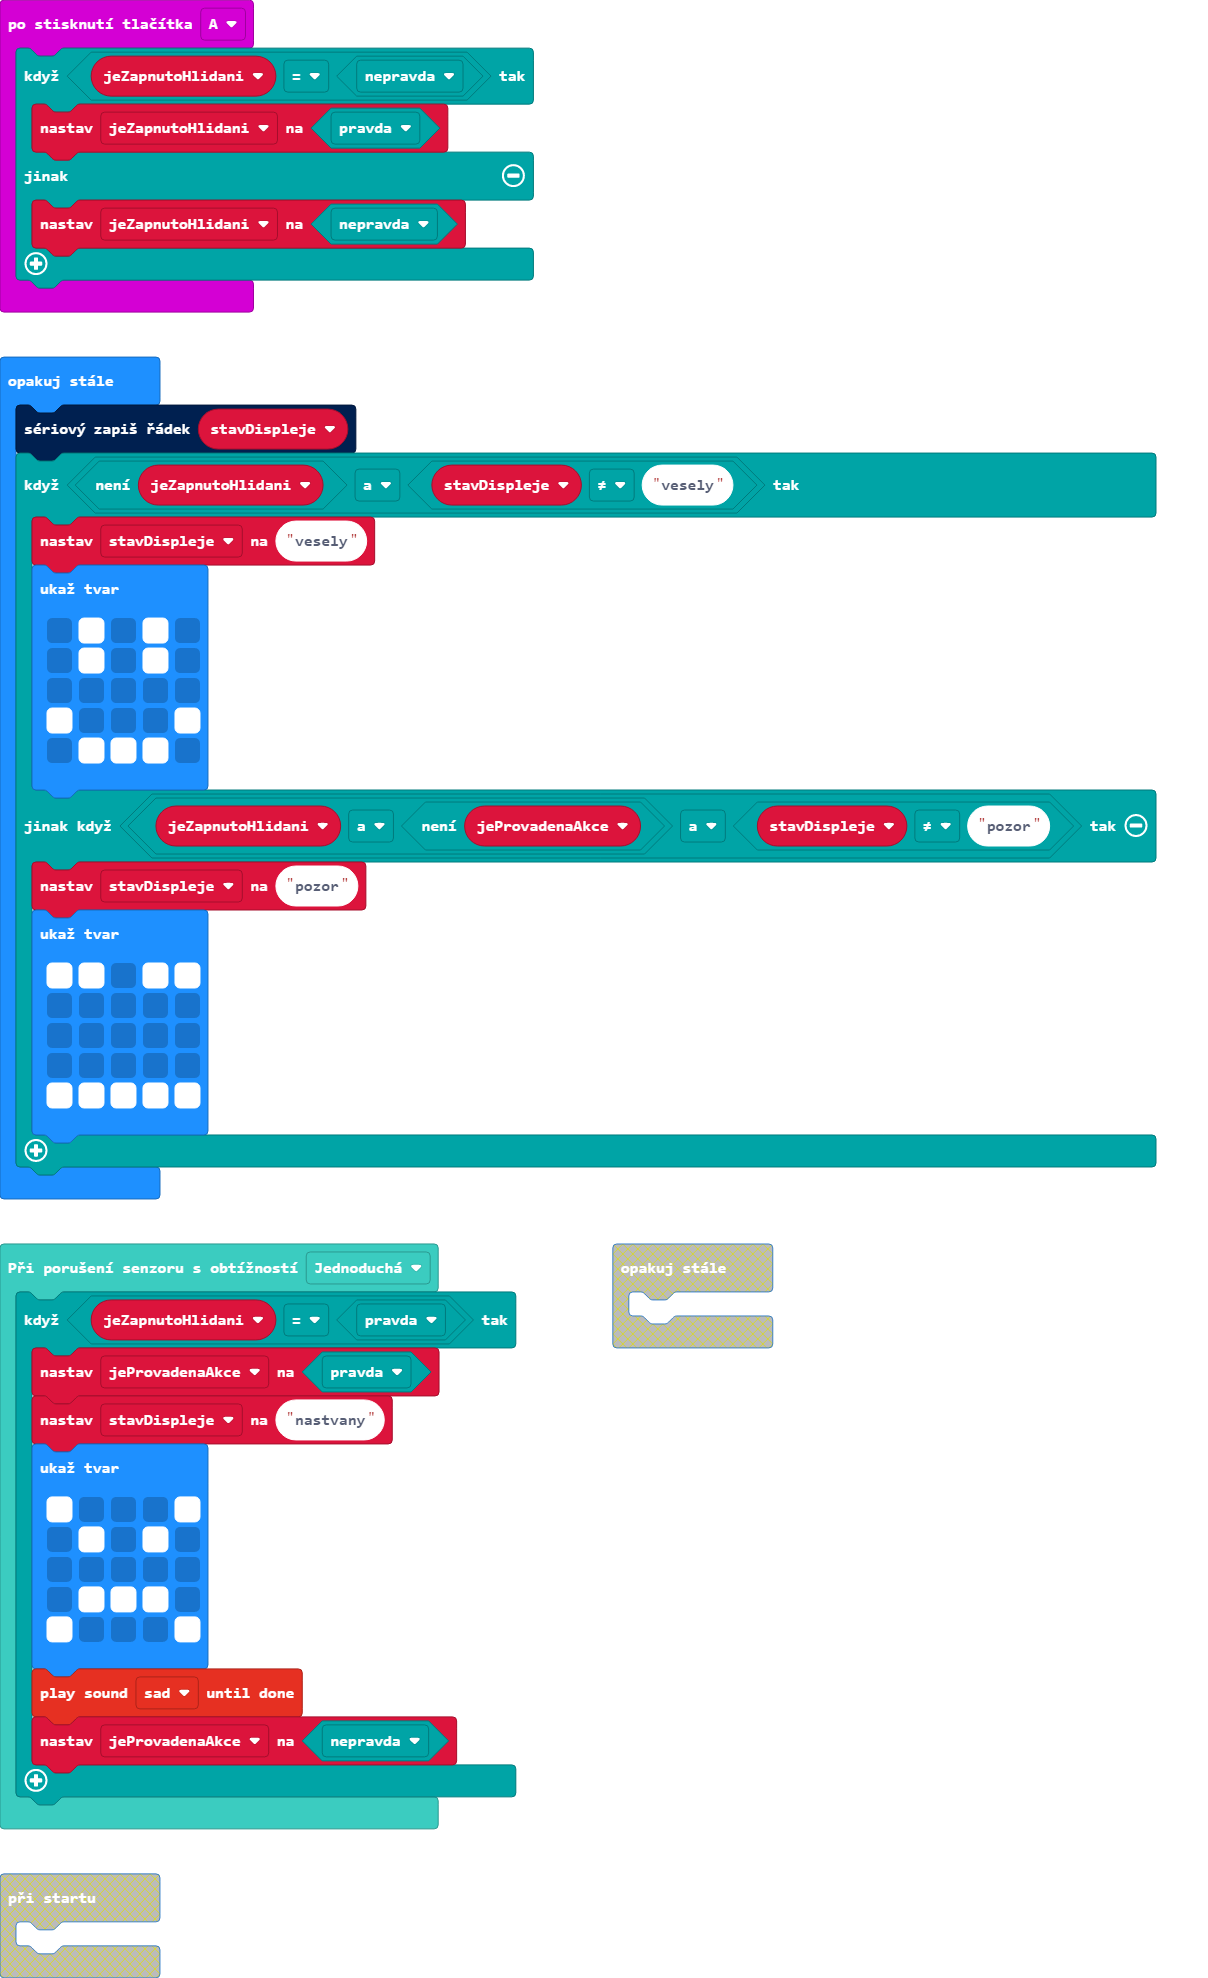 po stisknutí tlačítka A
když jeZapnutoHlidani = nepravda tak
nastav jeZapnutoHlidani na pravda
jinak
nastav jeZapnutoHlidani na nepravda
opakuj stále
sériový zapiš řádek stavDispleje
když není jeZapnutoHlidani a stavDispleje ≠ "vesely" tak
nastav stavDispleje na "vesely"
ukaž tvar
jinak když jeZapnutoHlidani a není jeProvadenaAkce a stavDispleje ≠ "pozor" tak
nastav stavDispleje na "pozor"
ukaž tvar
Při porušení senzoru s obtížností Jednoduchá
opakuj stále
když jeZapnutoHlidani = pravda tak
nastav jeProvadenaAkce na pravda
nastav stavDispleje na "nastvany"
ukaž tvar
play sound sad until done
nastav jeProvadenaAkce na nepravda
při startu